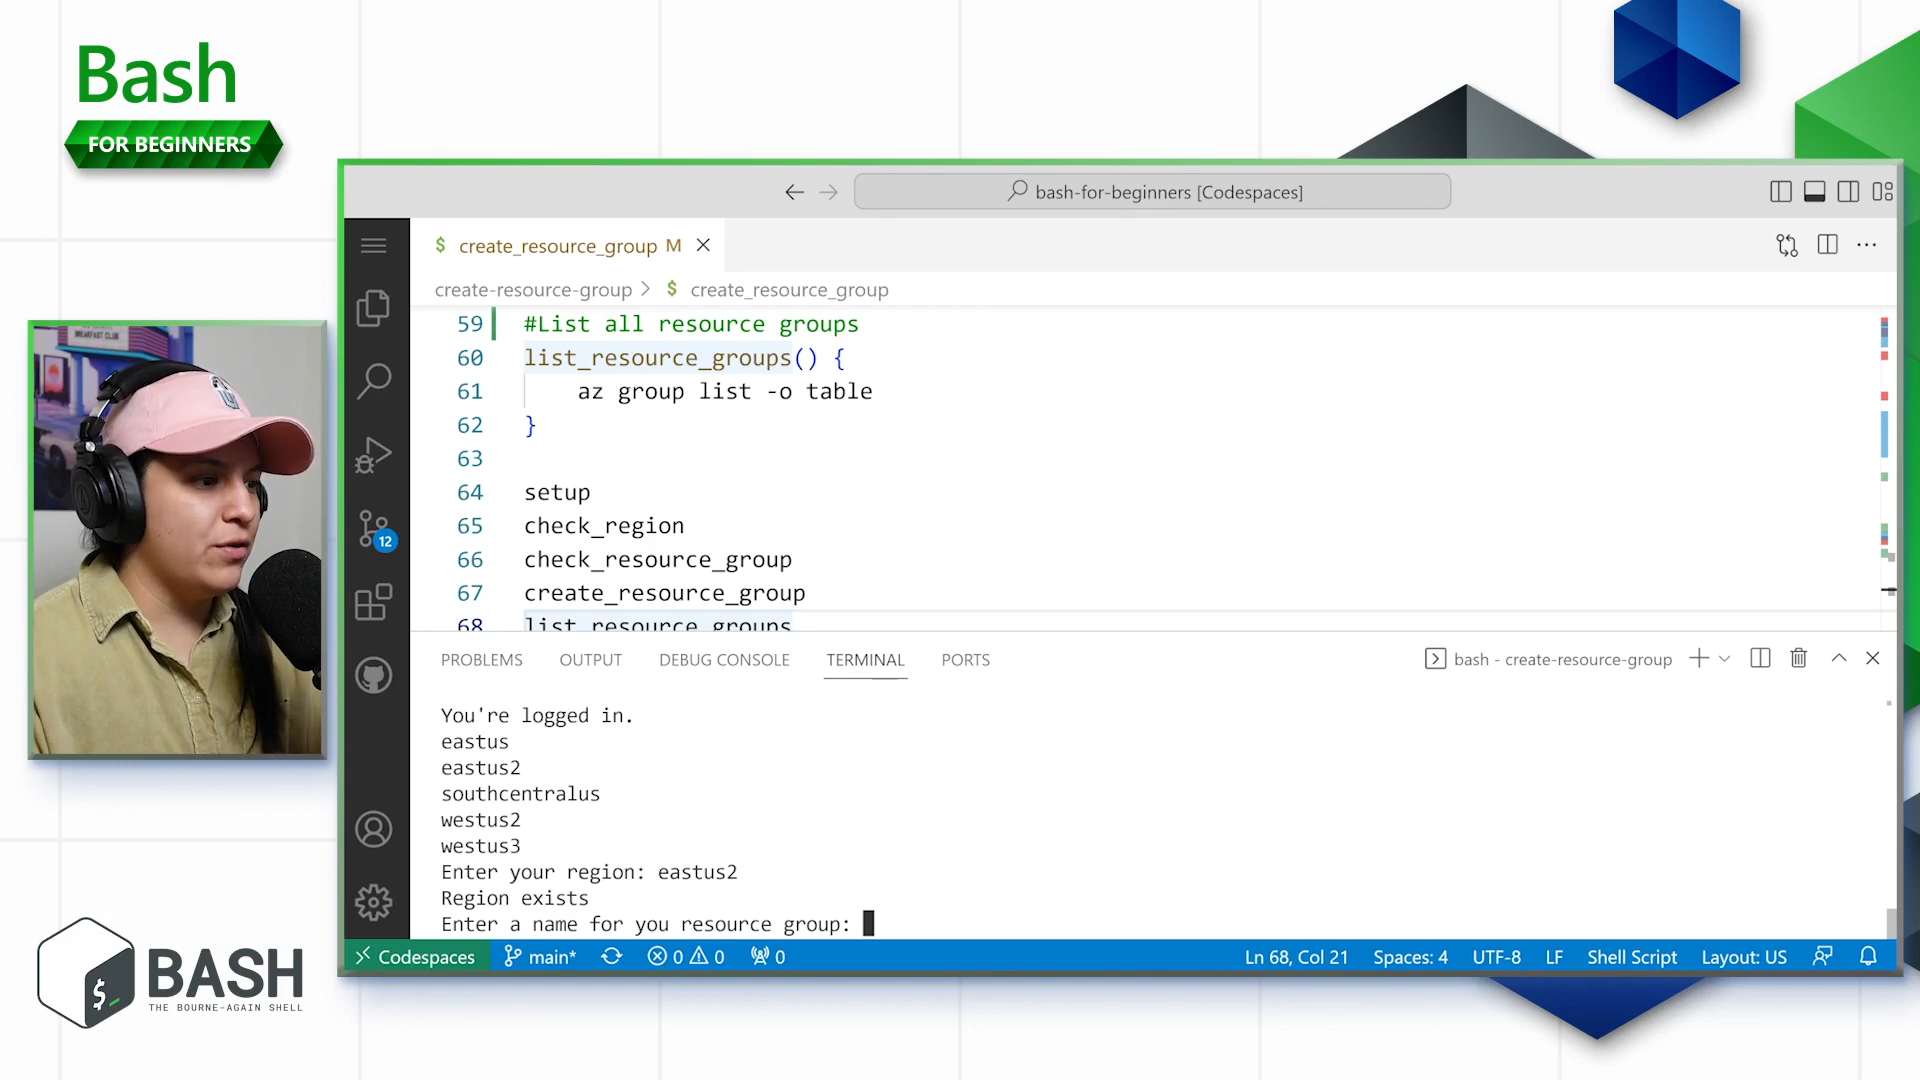 Bash
FOR BEGINNERS
bash-for-beginners [Codespaces]
$ create_resource_group M
create-resource-group > $ create_resource_group
59 #List all resource groups
60 list_resource_groups() {
61 az group list -o table
62 }
63
64 setup
65 check_region
66 check_resource_group
67 create_resource_group
68 list_resource_groups
12
PROBLEMS OUTPUT DEBUG CONSOLE TERMINAL PORTS
bash - create-resource-group
You're logged in.
eastus
eastus2
southcentralus
westus2
westus3
Enter your region: eastus2
Region exists
Enter a name for you resource group:
Codespaces main* 0 0 0 Ln 68, Col 21 Spaces: 4 UTF-8 LF Shell Script Layout: US
BREAKFAST CLUB
$_
BASH
THE BOURNE-AGAIN SHELL